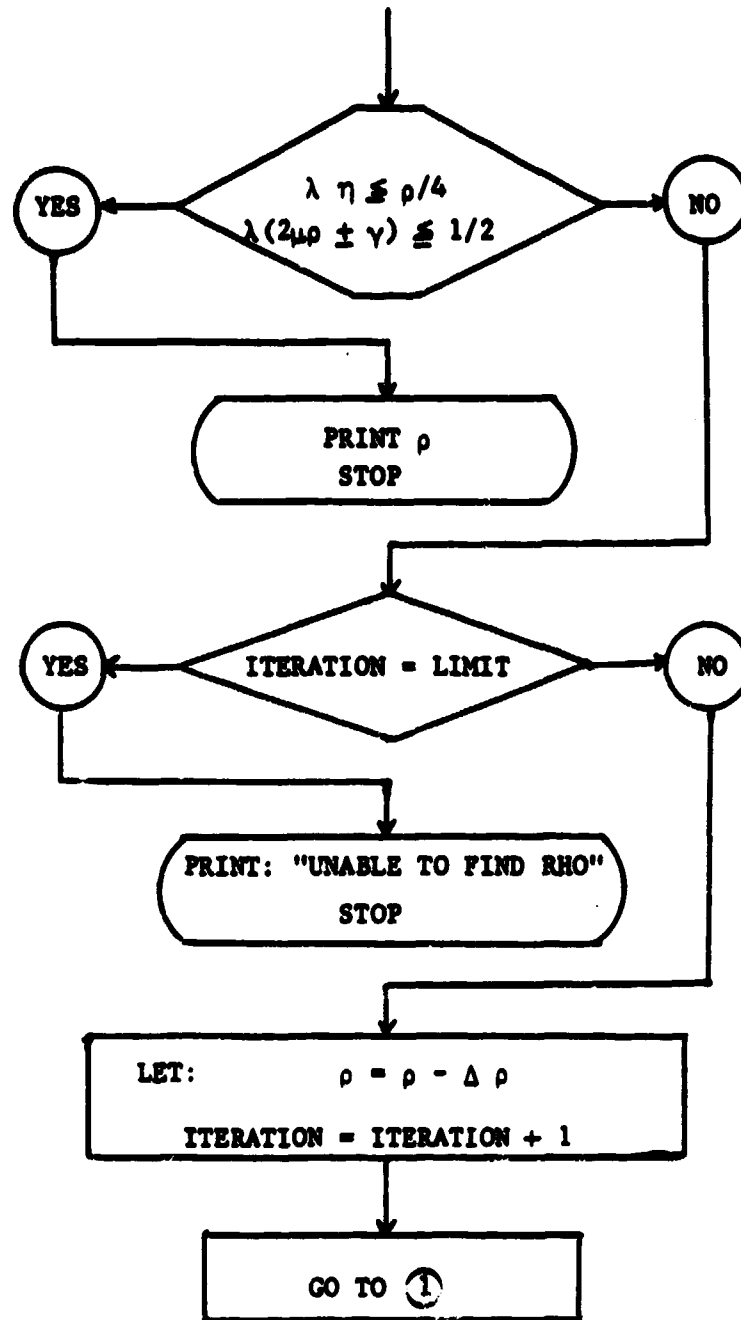 λ η ≦ ρ/4
λ(2μρ ± γ) ≦ 1/2
YES
NO
PRINT ρ
STOP
YES
ITERATION = LIMIT
NO
PRINT: "UNABLE TO FIND RHO"
STOP
LET: ρ = ρ - Δ ρ
ITERATION = ITERATION + 1
GO TO 1